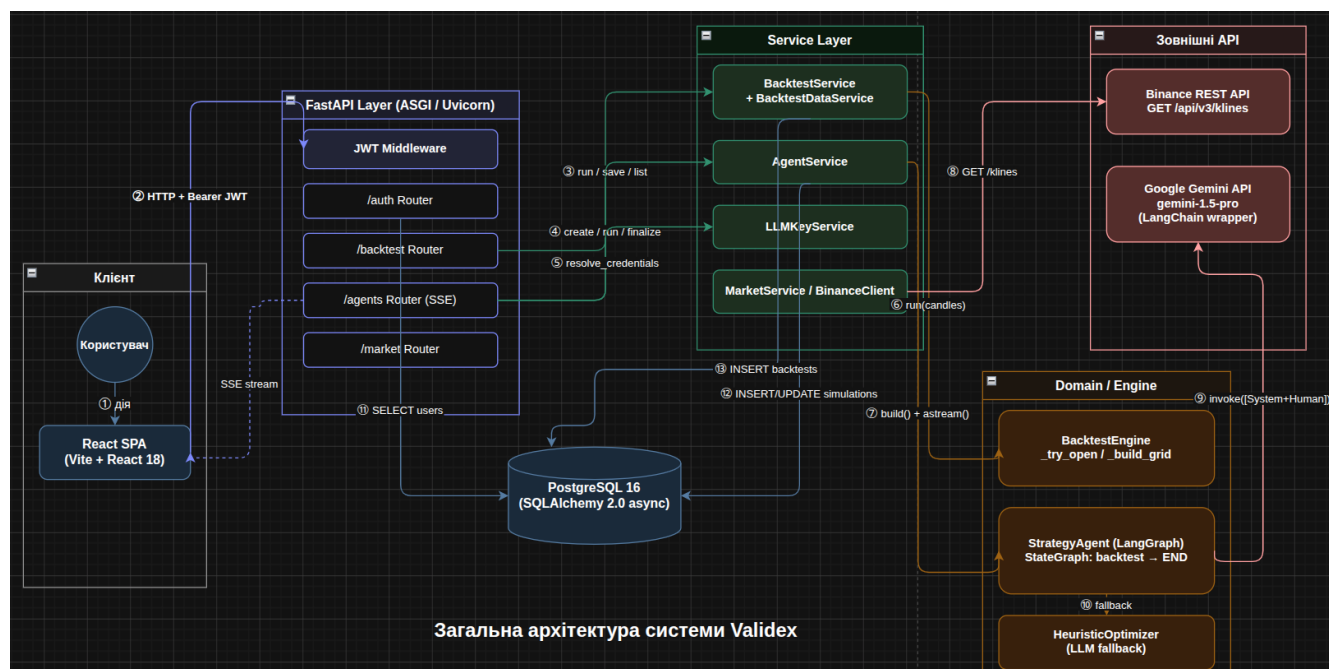 Service Layer
BacktestService
+ BacktestDataService
AgentService
LLMKeyService
MarketService / BinanceClient
Зовнішні API
Binance REST API
GET /api/v3/klines
Google Gemini API
gemini-1.5-pro
(LangChain wrapper)
FastAPI Layer (ASGI / Uvicorn)
JWT Middleware
/auth Router
/backtest Router
/agents Router (SSE)
/market Router
② HTTP + Bearer JWT
③ run / save / list
④ create / run / finalize
⑤ resolve_credentials
⑧ GET /klines
⑥ run(candles)
Клієнт
Користувач
① дія
React SPA
(Vite + React 18)
SSE stream
⑪ SELECT users
⑬ INSERT backtests
⑫ INSERT/UPDATE simulations
⑦ build() + astream()
⑨ invoke([System+Human])
PostgreSQL 16
(SQLAlchemy 2.0 async)
Domain / Engine
BacktestEngine
_try_open / _build_grid
StrategyAgent (LangGraph)
StateGraph: backtest → END
⑩ fallback
HeuristicOptimizer
(LLM fallback)
Загальна архітектура системи Validex